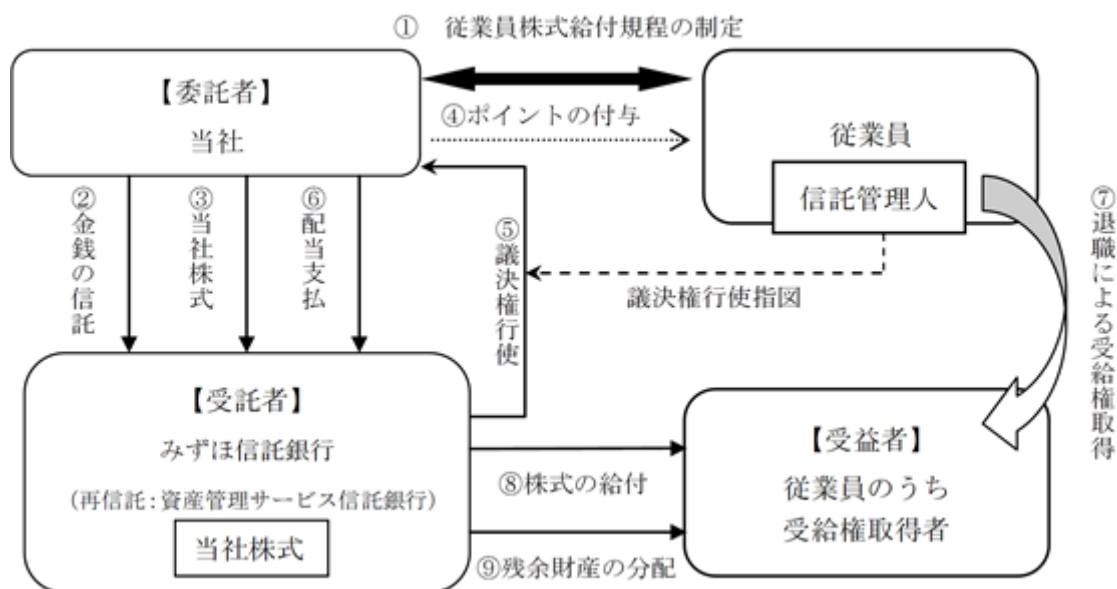 ① 従業員株式給付規程の制定
【委託者】
当社
④ポイントの付与
従業員
信託管理人
②金銭の信託
③当社株式
⑥配当支払
⑤議決権行使
議決権行使指図
⑦退職による受給権取得
【受託者】
みずほ信託銀行
(再信託:資産管理サービス信託銀行)
当社株式
⑧株式の給付
⑨残余財産の分配
【受益者】
従業員のうち
受給権取得者